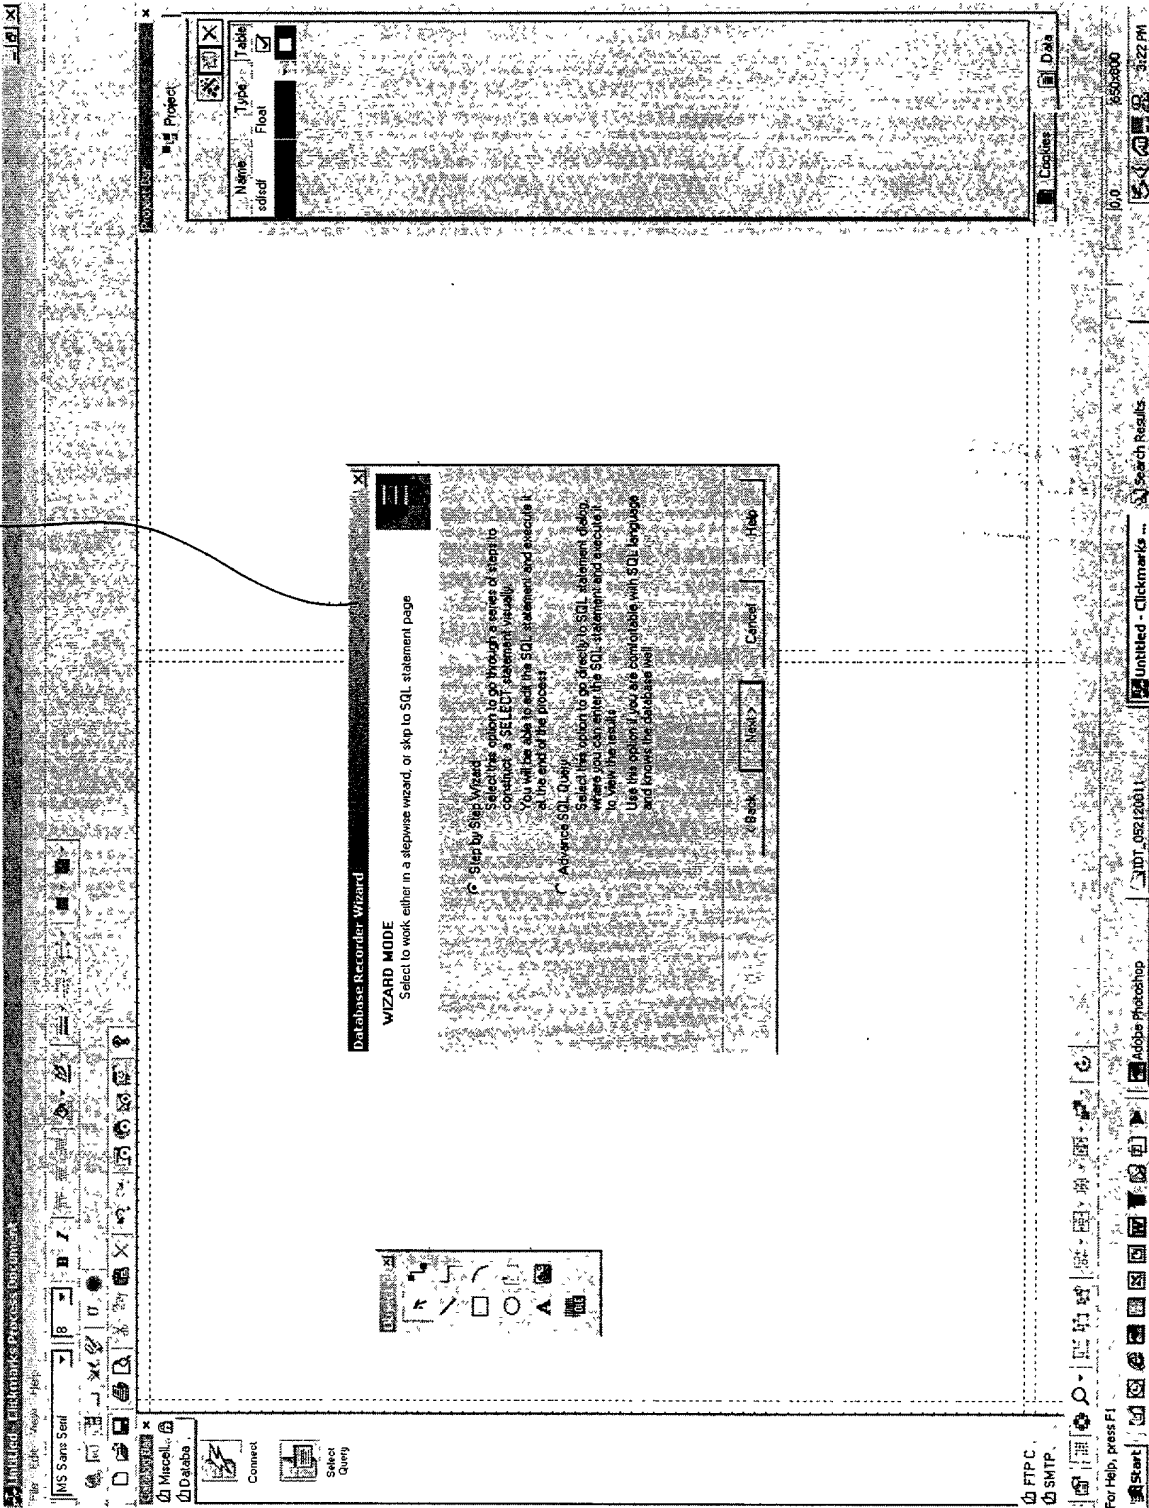 Untitled - Clickmarks Process Document
File Edit View Help
MS Sans Serif
8
B I
Miscell..
Databa
Connect
Select
Query
FTP C
SMTP
Database Recorder Wizard
WIZARD MODE
Select to work either in a stepwise wizard, or skip to SQL statement page
Step by Step Wizard
Select this option to go through a series of steps to
construct a SELECT statement visually.
You will be able to edit the SQL statement and execute it
at the end of the process.
Advance SQL Query
Select this option to go directly to SQL statement dialog,
where you can enter the SQL statement and execute it
to view the results.
Use this option if you are comfortable with SQL language
and knows the database well
< Back
Next >
Cancel
Help
Project
Name Type Table
sdfsdf Float
Cookies
Data
For Help, press F1
0,0
650x800
Start
Adobe Photoshop
IDT_052120011
Untitled - Clickmarks ...
Search Results
3:22 PM